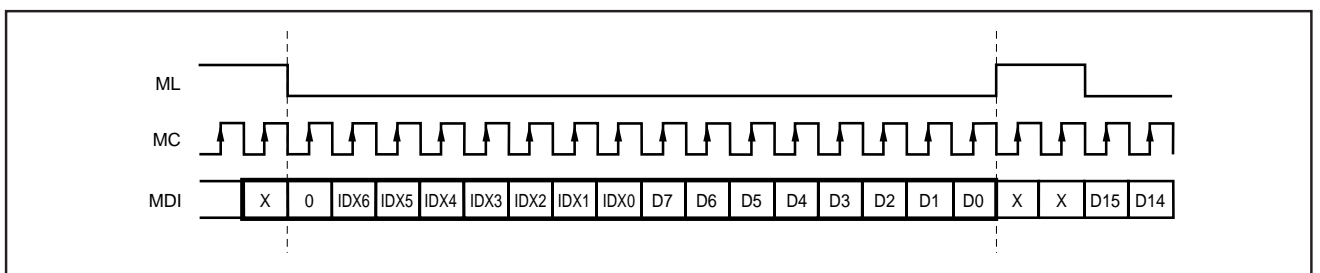 ML
MC
MDI X 0 IDX6 IDX5 IDX4 IDX3 IDX2 IDX1 IDX0 D7 D6 D5 D4 D3 D2 D1 D0 X X D15 D14